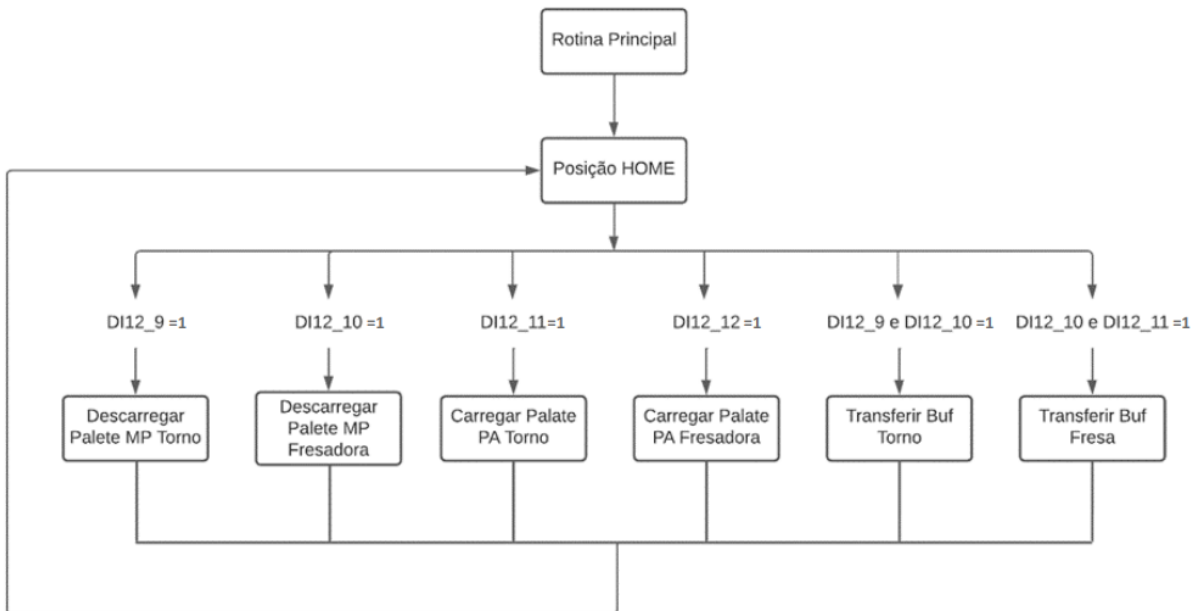 Rotina Principal
Posição HOME
DI12_9 =1
DI12_10 =1
DI12_11=1
DI12_12 =1
DI12_9 e DI12_10 =1
DI12_10 e DI12_11 =1
Descarregar
Palete MP Torno
Descarregar
Palete MP
Fresadora
Carregar Palate
PA Torno
Carregar Palate
PA Fresadora
Transferir Buf
Torno
Transferir Buf
Fresa